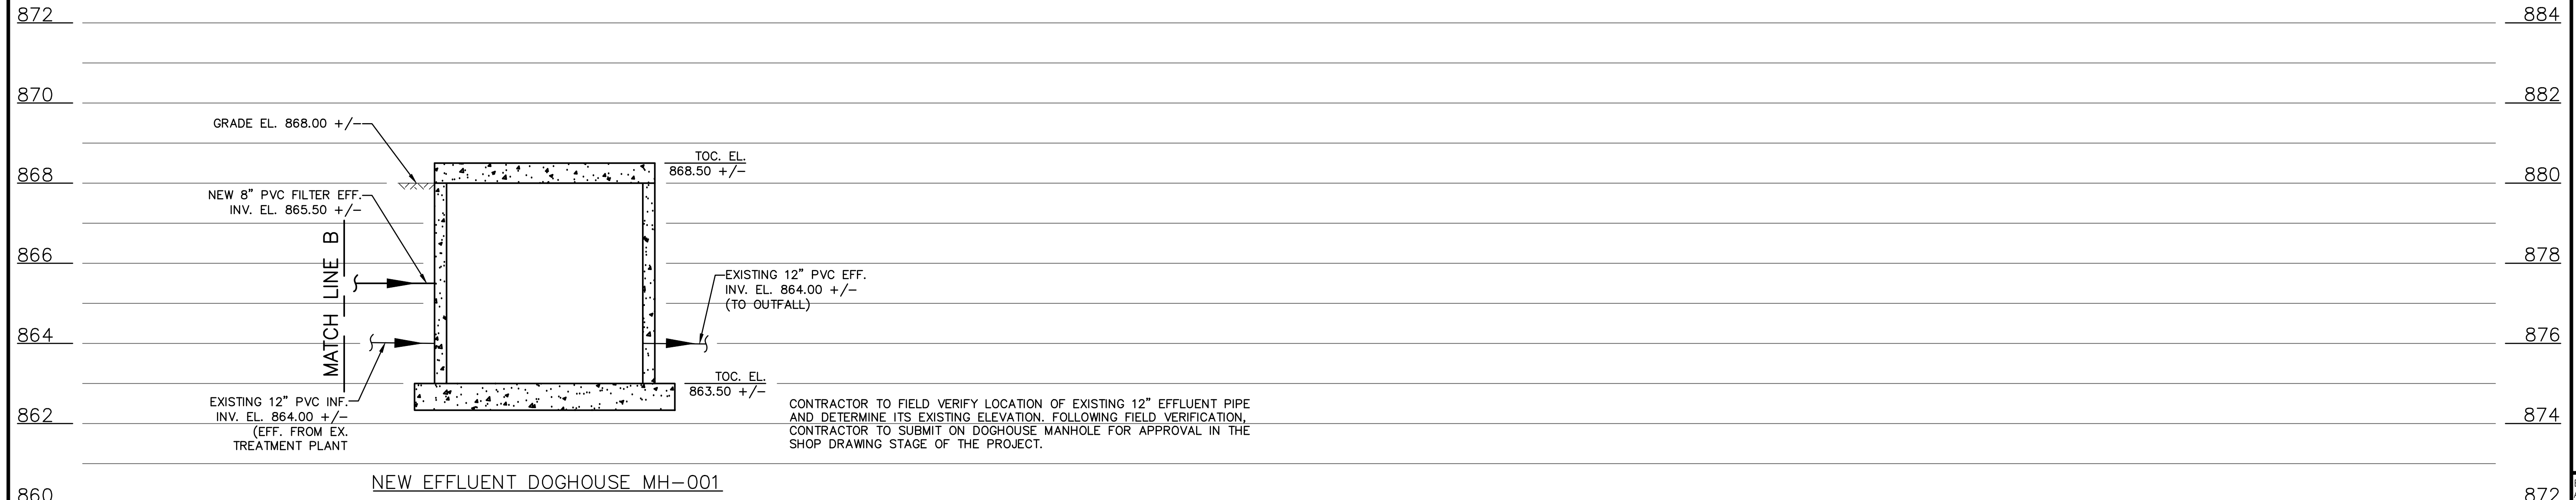 872
870
868
866
864
862
860
GRADE EL. 868.00 +/-
NEW 8" PVC FILTER EFF.
INV. EL. 865.50 +/-
MATCH LINE B
EXISTING 12" PVC INF.
INV. EL. 864.00 +/-
(EFF. FROM EX.
TREATMENT PLANT
TOC. EL.
868.50 +/-
EXISTING 12" PVC EFF.
INV. EL. 864.00 +/-
(TO OUTFALL)
TOC. EL.
863.50 +/-
CONTRACTOR TO FIELD VERIFY LOCATION OF EXISTING 12" EFFLUENT PIPE
AND DETERMINE ITS EXISTING ELEVATION. FOLLOWING FIELD VERIFICATION,
CONTRACTOR TO SUBMIT ON DOGHOUSE MANHOLE FOR APPROVAL IN THE
SHOP DRAWING STAGE OF THE PROJECT.
NEW EFFLUENT DOGHOUSE MH-001
884
882
880
878
876
874
872